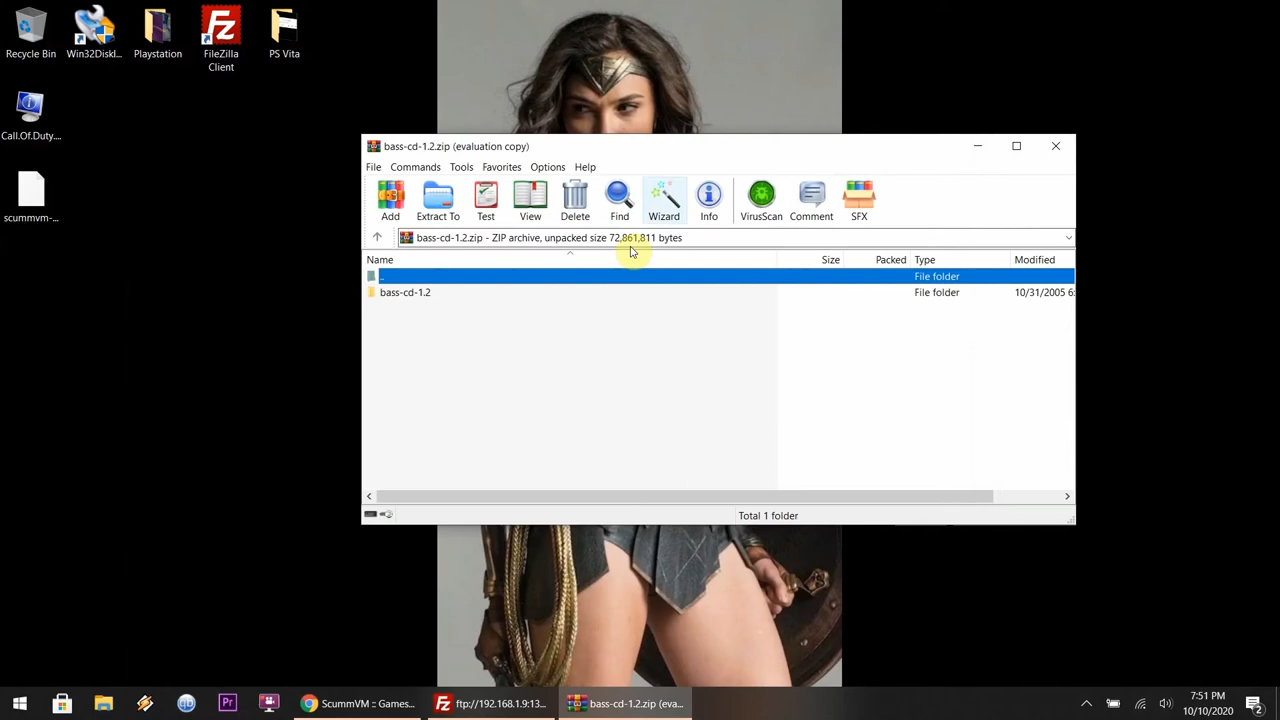 Recycle Bin
Win32DiskI...
Playstation
FileZilla
Client
PS Vita
Call.Of.Duty....
scummvm-...
bass-cd-1.2.zip (evaluation copy)
File Commands Tools Favorites Options Help
Add Extract To Test View Delete Find Wizard Info VirusScan Comment SFX
bass-cd-1.2.zip - ZIP archive, unpacked size 72,861,811 bytes
Name Size Packed Type Modified
.. File folder
bass-cd-1.2 File folder 10/31/2005 6:
Total 1 folder
ScummVM :: Games...
ftp://192.168.1.9:13...
bass-cd-1.2.zip (eva...
7:51 PM
10/10/2020
2